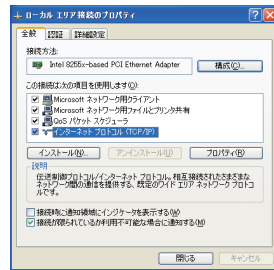 ローカル エリア接続のプロパティ
全般 認証 詳細設定
接続方法:
Intel 8255x-based PCI Ethernet Adapter 構成(C)...
この接続は次の項目を使用します(O):
Microsoft ネットワーク用クライアント
Microsoft ネットワーク用ファイルとプリンタ共有
QoS パケット スケジューラ
インターネット プロトコル (TCP/IP)
インストール(N)... アンインストール(U) プロパティ(R)
説明
伝送制御プロトコル/インターネット プロトコル。相互接続されたさまざまな
ネットワーク間の通信を提供する、既定のワイド エリア ネットワーク プロトコ
ルです。
接続時に通知領域にインジケータを表示する(W)
接続が限られているか利用不可能な場合に通知する(M)
閉じる キャンセル